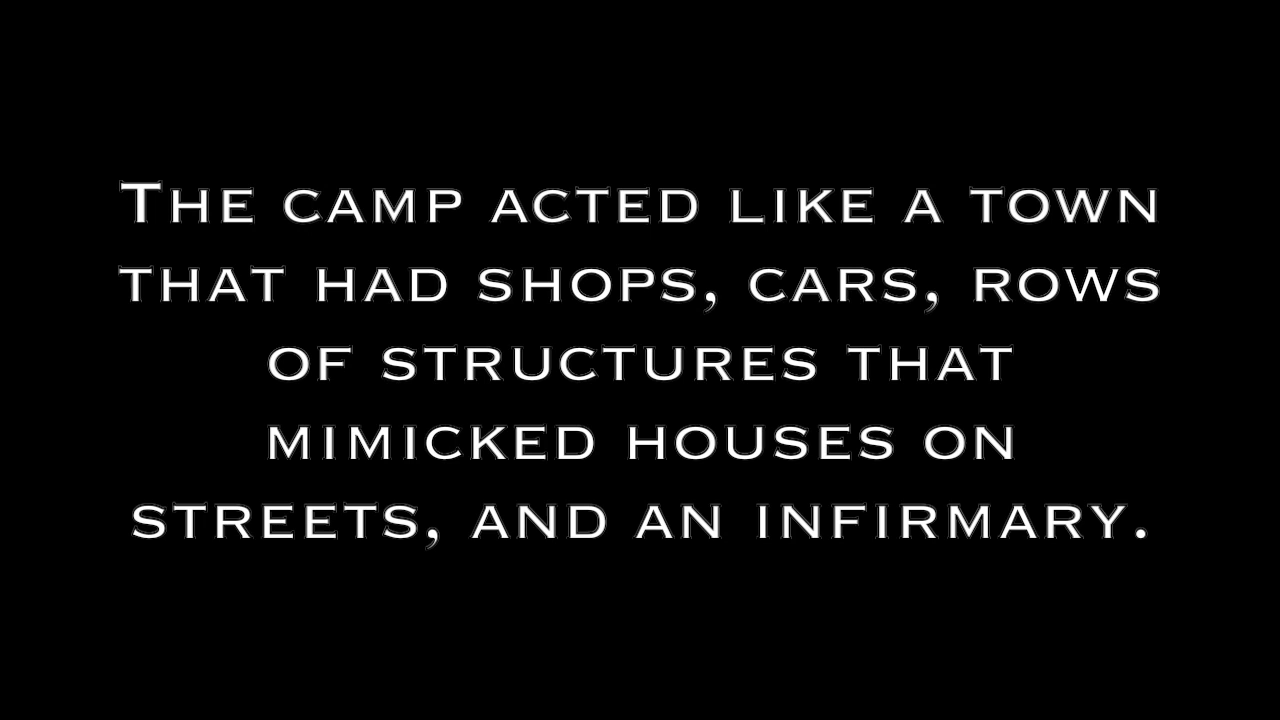 The camp acted like a town
that had shops, cars, rows
of structures that
mimicked houses on
streets, and an infirmary.